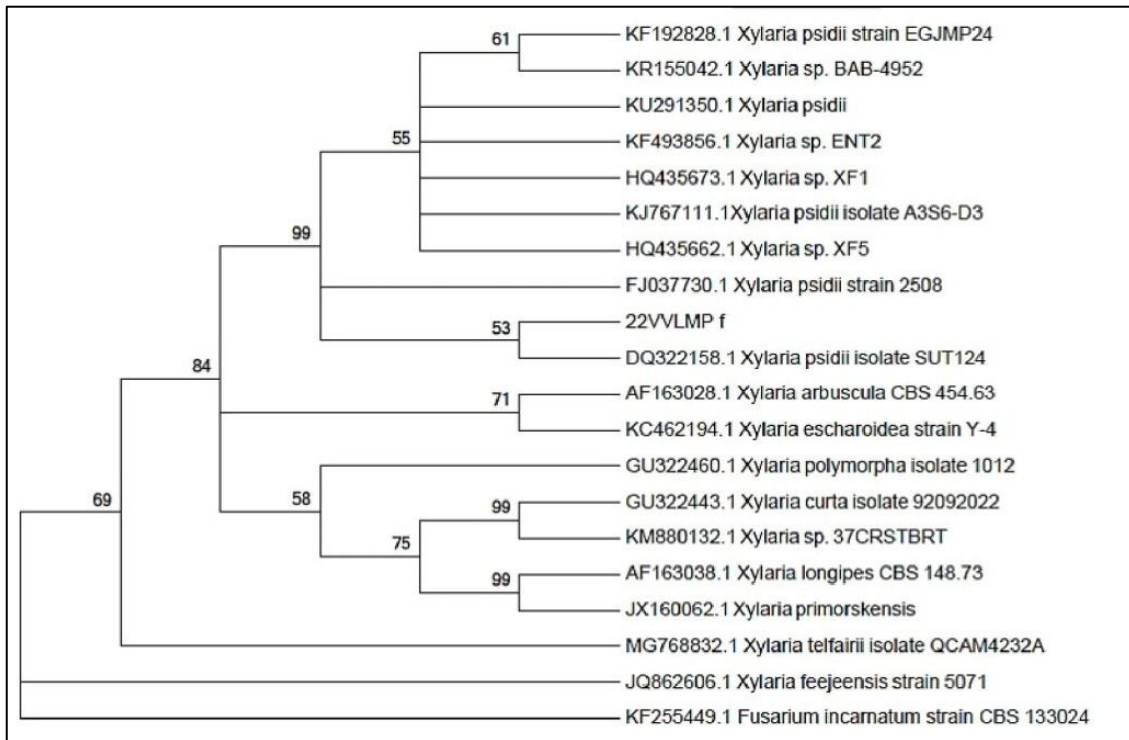 61
KF192828.1 Xylaria psidii strain EGJMP24
KR155042.1 Xylaria sp. BAB-4952
KU291350.1 Xylaria psidii
55
KF493856.1 Xylaria sp. ENT2
HQ435673.1 Xylaria sp. XF1
KJ767111.1Xylaria psidii isolate A3S6-D3
99
HQ435662.1 Xylaria sp. XF5
FJ037730.1 Xylaria psidii strain 2508
22VVLMP f
53
DQ322158.1 Xylaria psidii isolate SUT124
84
AF163028.1 Xylaria arbuscula CBS 454.63
71
KC462194.1 Xylaria escharoidea strain Y-4
GU322460.1 Xylaria polymorpha isolate 1012
69
58
GU322443.1 Xylaria curta isolate 92092022
99
KM880132.1 Xylaria sp. 37CRSTBRT
75
AF163038.1 Xylaria longipes CBS 148.73
99
JX160062.1 Xylaria primorskensis
MG768832.1 Xylaria telfairii isolate QCAM4232A
JQ862606.1 Xylaria feejeensis strain 5071
KF255449.1 Fusarium incarnatum strain CBS 133024